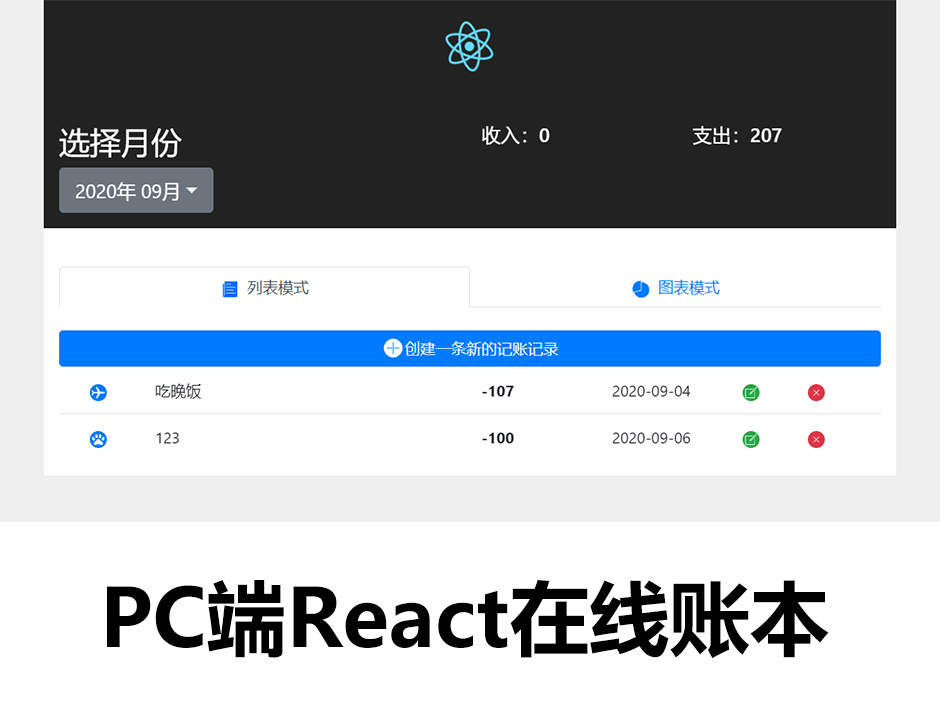 选择月份
收入：0
支出：207
2020年 09月
列表模式
图表模式
创建一条新的记账记录
吃晚饭 -107 2020-09-04
123 -100 2020-09-06
PC端React在线账本